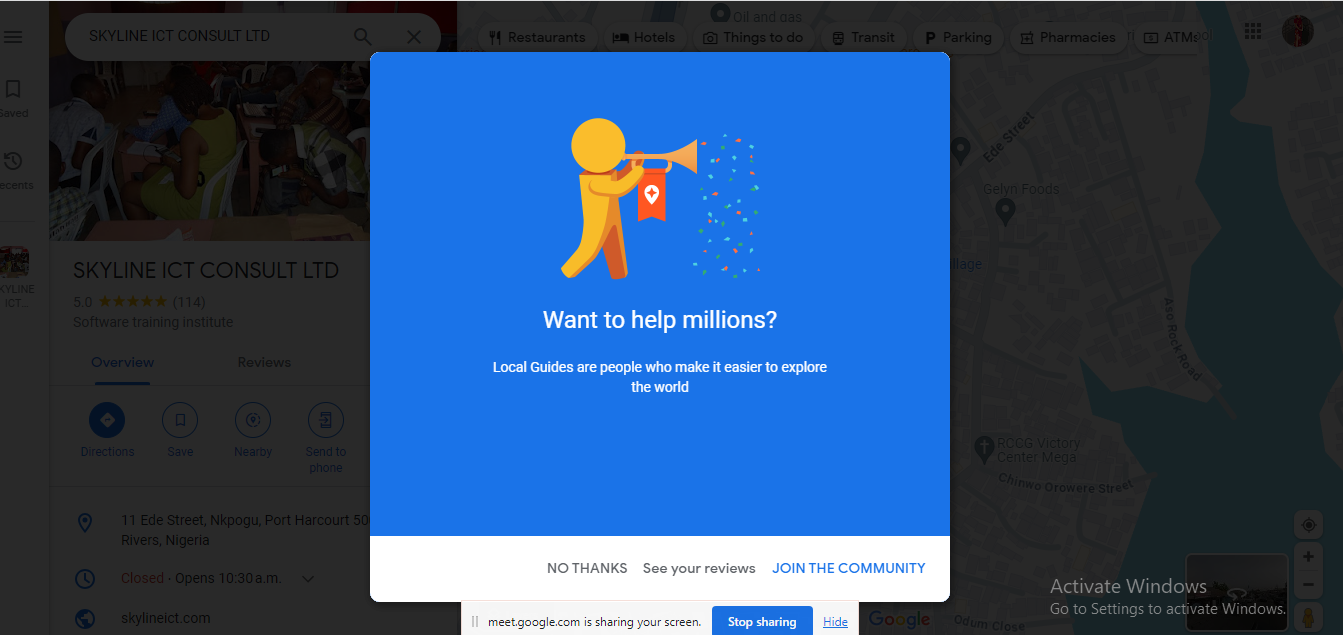 SKYLINE ICT CONSULT LTD
Oil and gas
Restaurants
Hotels
Things to do
Transit
Parking
Pharmacies
ATMs
Saved
ecents
KYLINE
ICT...
SKYLINE ICT CONSULT LTD
5.0 (114)
Software training institute
Overview
Reviews
Directions
Save
Nearby
Send to
phone
11 Ede Street, Nkpogu, Port Harcourt 50
Rivers, Nigeria
Closed · Opens 10:30 a.m.
skylineict.com
Want to help millions?
Local Guides are people who make it easier to explore
the world
NO THANKS
See your reviews
JOIN THE COMMUNITY
meet.google.com is sharing your screen.
Stop sharing
Hide
Ede Street
Gelyn Foods
llage
Aso Rock Road
RCCG Victory
Center Mega
Chinwo Orowere Street
Activate Windows
Go to Settings to activate Windows.
Google
Odum Close